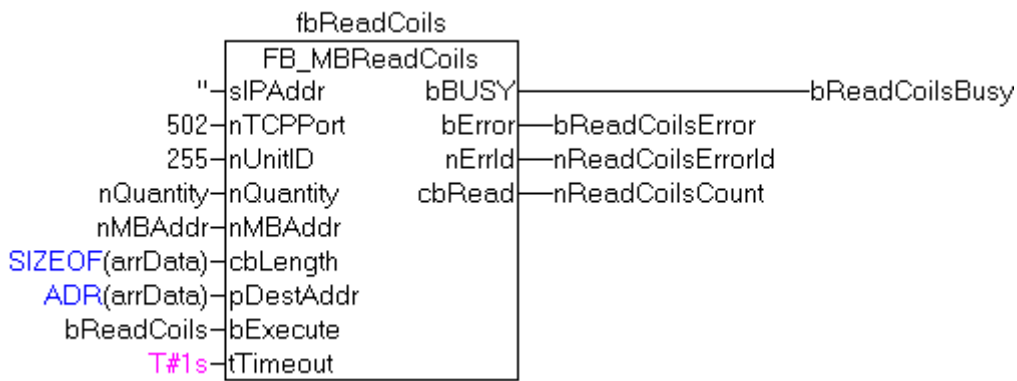 fbReadCoils
FB_MBReadCoils
''-sIPAddr bBUSY bReadCoilsBusy
502 nTCPPort bError bReadCoilsError
255 nUnitID nErrId nReadCoilsErrorId
nQuantity nQuantity cbRead nReadCoilsCount
nMBAddr nMBAddr
SIZEOF(arrData) cbLength
ADR(arrData) pDestAddr
bReadCoils bExecute
T#1s tTimeout